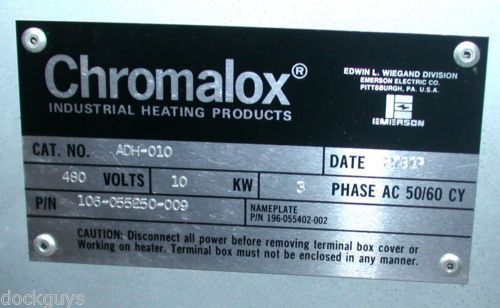 Chromalox®
INDUSTRIAL HEATING PRODUCTS
EDWIN L. WIEGAND DIVISION
EMERSON ELECTRIC CO.
PITTSBURGH, PA. U.S.A.
EMERSON
CAT. NO. ADH-010 DATE
480 VOLTS 10 KW 3 PHASE AC 50/60 CY
P/N 106-055250-009 NAMEPLATE
P/N 196-055402-002
CAUTION: Disconnect all power before removing terminal box cover or
Working on heater. Terminal box must not be enclosed in any manner.
© dockguys